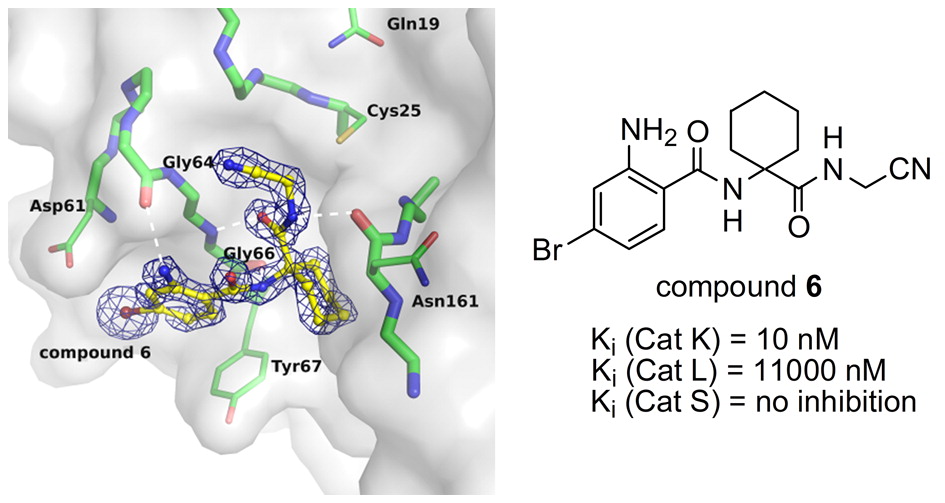 Gln19
Cys25
Gly64
Asp61
Gly66
Asn161
compound 6
Tyr67
NH₂
O
H
N
CN
N
H
O
Br
compound 6
Kᵢ (Cat K) = 10 nM
Kᵢ (Cat L) = 11000 nM
Kᵢ (Cat S) = no inhibition